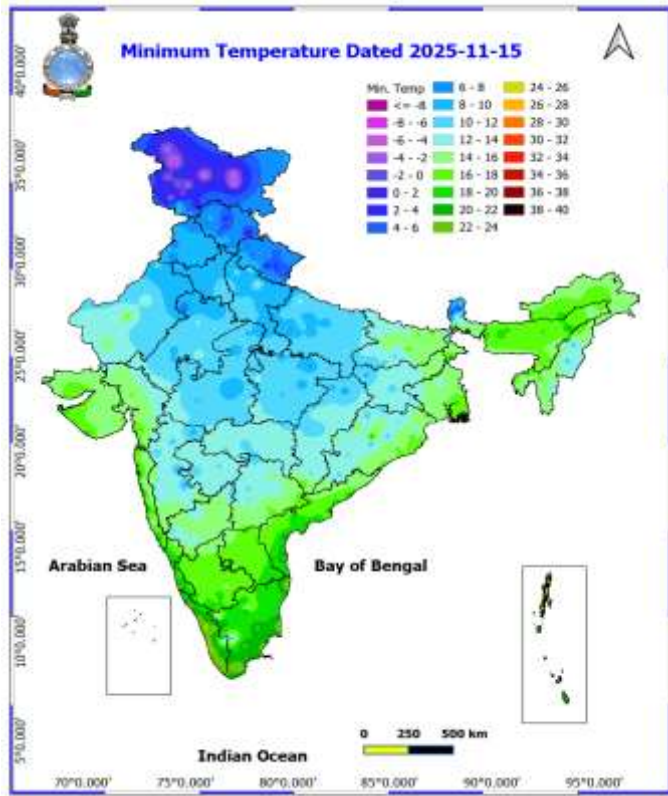 Minimum Temperature Dated 2025-11-15
Min. Temp
<= -8
-8 - -6
-6 - -4
-4 - -2
-2 - 0
0 - 2
2 - 4
4 - 6
6 - 8
8 - 10
10 - 12
12 - 14
14 - 16
16 - 18
18 - 20
20 - 22
22 - 24
24 - 26
26 - 28
28 - 30
30 - 32
32 - 34
34 - 36
36 - 38
38 - 40
40°0.000'
35°0.000'
30°0.000'
25°0.000'
20°0.000'
15°0.000'
10°0.000'
5°0.000'
Arabian Sea
Bay of Bengal
0 250 500 km
Indian Ocean
70°0.000' 75°0.000' 80°0.000' 85°0.000' 90°0.000' 95°0.000'